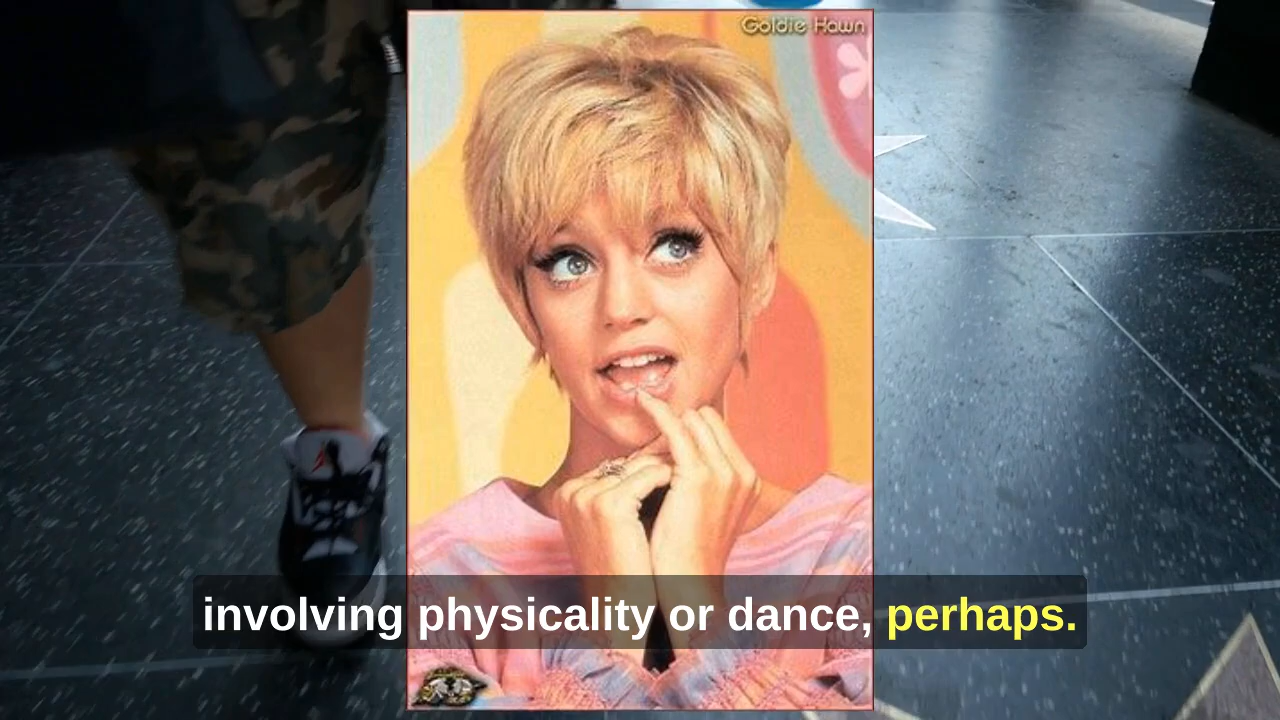 Goldie Hawn
involving physicality or dance, perhaps.